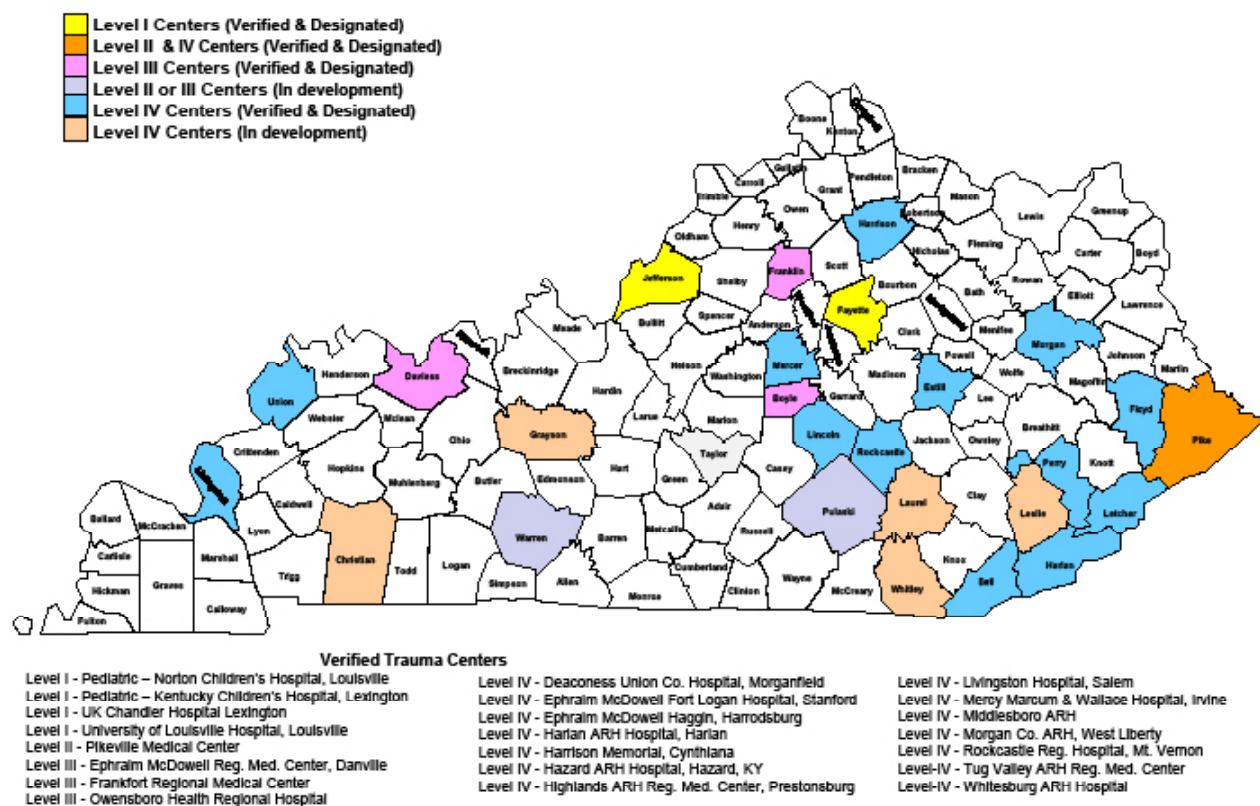 Level I Centers (Verified & Designated)
Level II & IV Centers (Verified & Designated)
Level III Centers (Verified & Designated)
Level II or III Centers (In development)
Level IV Centers (Verified & Designated)
Level IV Centers (In development)
Boone
Kenton
Gallatin
Grant
Pendleton
Bracken
Mason
Lewis
Greenup
Trimble
Carroll
Owen
Robertson
Harrison
Henry
Oldham
Nicholas
Fleming
Carter
Boyd
Jefferson
Shelby
Franklin
Scott
Bourbon
Bath
Rowan
Elliott
Lawrence
Bullitt
Spencer
Anderson
Fayette
Clark
Menifee
Morgan
Meade
Breckinridge
Hardin
Nelson
Washington
Mercer
Madison
Powell
Wolfe
Johnson
Martin
Magoffin
Henderson
Daviess
Union
Webster
Mclean
Ohio
Grayson
Larue
Marion
Boyle
Garrard
Estill
Lee
Breathitt
Floyd
Pike
Crittenden
Hopkins
Muhlenberg
Butler
Edmonson
Hart
Green
Taylor
Casey
Lincoln
Rockcastle
Jackson
Owsley
Perry
Knott
Letcher
Ballard
McCracken
Lyon
Caldwell
Christian
Warren
Barren
Metcalfe
Adair
Russell
Pulaski
Laurel
Clay
Leslie
Carlisle
Graves
Marshall
Trigg
Todd
Logan
Simpson
Allen
Monroe
Cumberland
Clinton
Wayne
McCreary
Whitley
Knox
Bell
Harlan
Hickman
Fulton
Calloway
Verified Trauma Centers
Level I - Pediatric – Norton Children's Hospital, Louisville
Level I - Pediatric – Kentucky Children's Hospital, Lexington
Level I - UK Chandler Hospital Lexington
Level I - University of Louisville Hospital, Louisville
Level II - Pikeville Medical Center
Level III - Ephraim McDowell Reg. Med. Center, Danville
Level III - Frankfort Regional Medical Center
Level III - Owensboro Health Regional Hospital
Level IV - Deaconess Union Co. Hospital, Morganfield
Level IV - Ephraim McDowell Fort Logan Hospital, Stanford
Level IV - Ephraim McDowell Haggin, Harrodsburg
Level IV - Harlan ARH Hospital, Harlan
Level IV - Harrison Memorial, Cynthiana
Level IV - Hazard ARH Hospital, Hazard, KY
Level IV - Highlands ARH Reg. Med. Center, Prestonsburg
Level IV - Livingston Hospital, Salem
Level IV - Mercy Marcum & Wallace Hospital, Irvine
Level IV - Middlesboro ARH
Level IV - Morgan Co. ARH, West Liberty
Level IV - Rockcastle Reg. Hospital, Mt. Vernon
Level-IV - Tug Valley ARH Reg. Med. Center
Level-IV - Whitesburg ARH Hospital